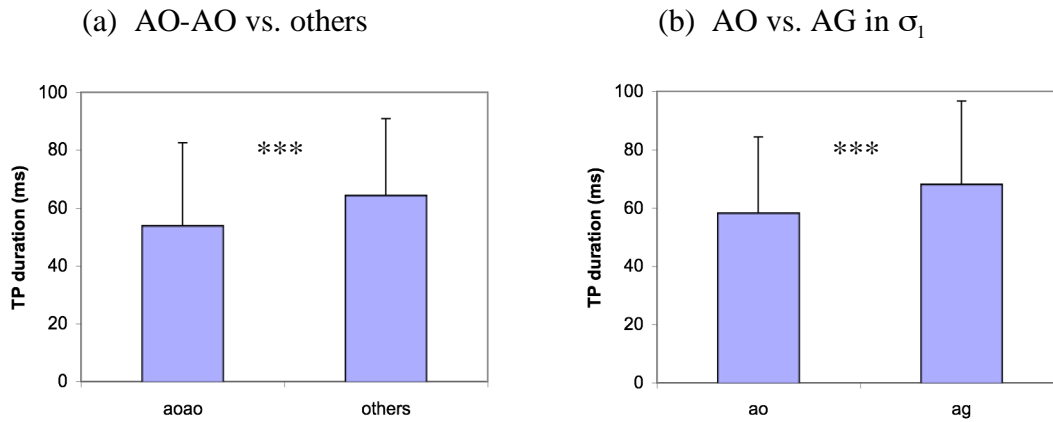 (a) AO-AO vs. others
(b) AO vs. AG in σ₁
TP duration (ms)
100
80
60
40
20
0
***
aoao
others
TP duration (ms)
100
80
60
40
20
0
***
ao
ag